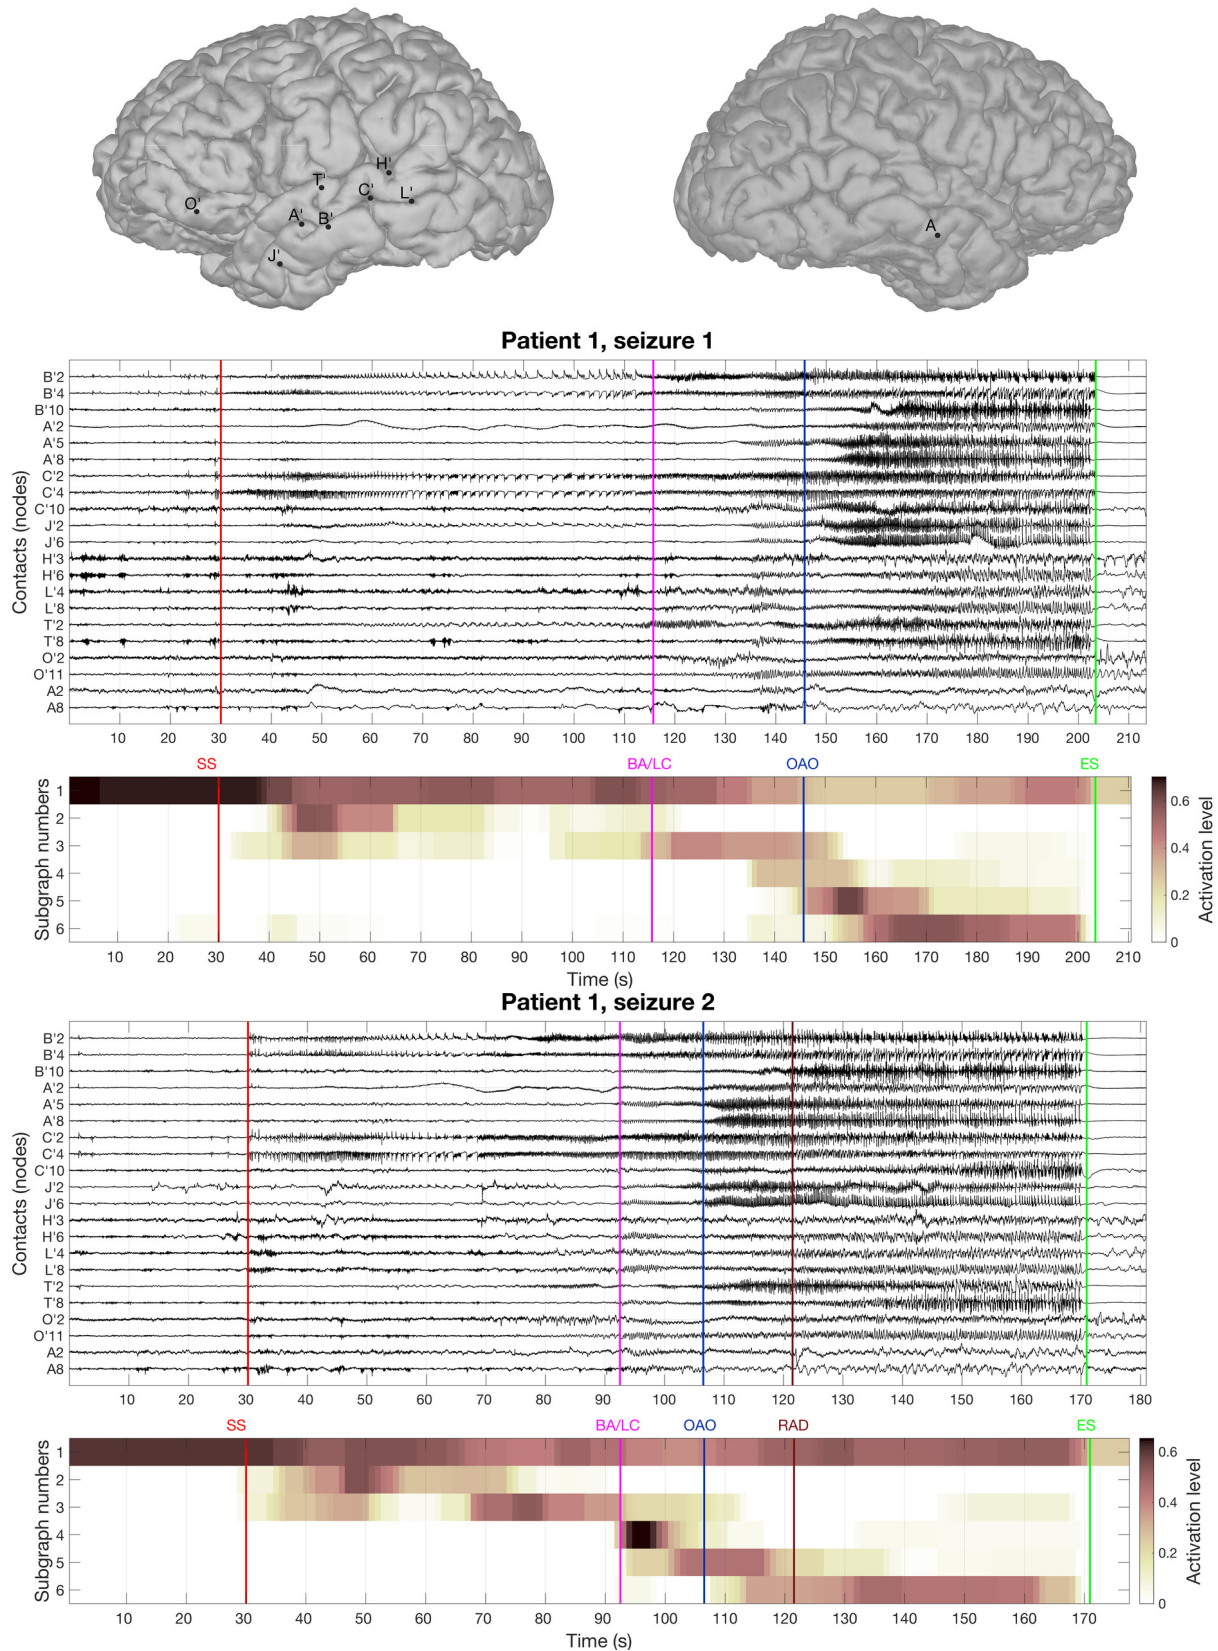 H'
T'
C'
L'
O'
A'
B'
J'
A
Patient 1, seizure 1
Contacts (nodes)
B'2
B'4
B'10
A'2
A'5
A'8
C'2
C'4
C'10
J'2
J'6
H'3
H'6
L'4
L'8
T'2
T'8
O'2
O'11
A2
A8
10 20 30 40 50 60 70 80 90 100 110 120 130 140 150 160 170 180 190 200 210
SS BA/LC OAO ES
Subgraph numbers
1
2
3
4
5
6
0.6
0.4
0.2
0
Activation level
10 20 30 40 50 60 70 80 90 100 110 120 130 140 150 160 170 180 190 200 210
Time (s)
Patient 1, seizure 2
Contacts (nodes)
B'2
B'4
B'10
A'2
A'5
A'8
C'2
C'4
C'10
J'2
J'6
H'3
H'6
L'4
L'8
T'2
T'8
O'2
O'11
A2
A8
10 20 30 40 50 60 70 80 90 100 110 120 130 140 150 160 170 180
SS BA/LC OAO RAD ES
Subgraph numbers
1
2
3
4
5
6
0.6
0.4
0.2
0
Activation level
10 20 30 40 50 60 70 80 90 100 110 120 130 140 150 160 170
Time (s)